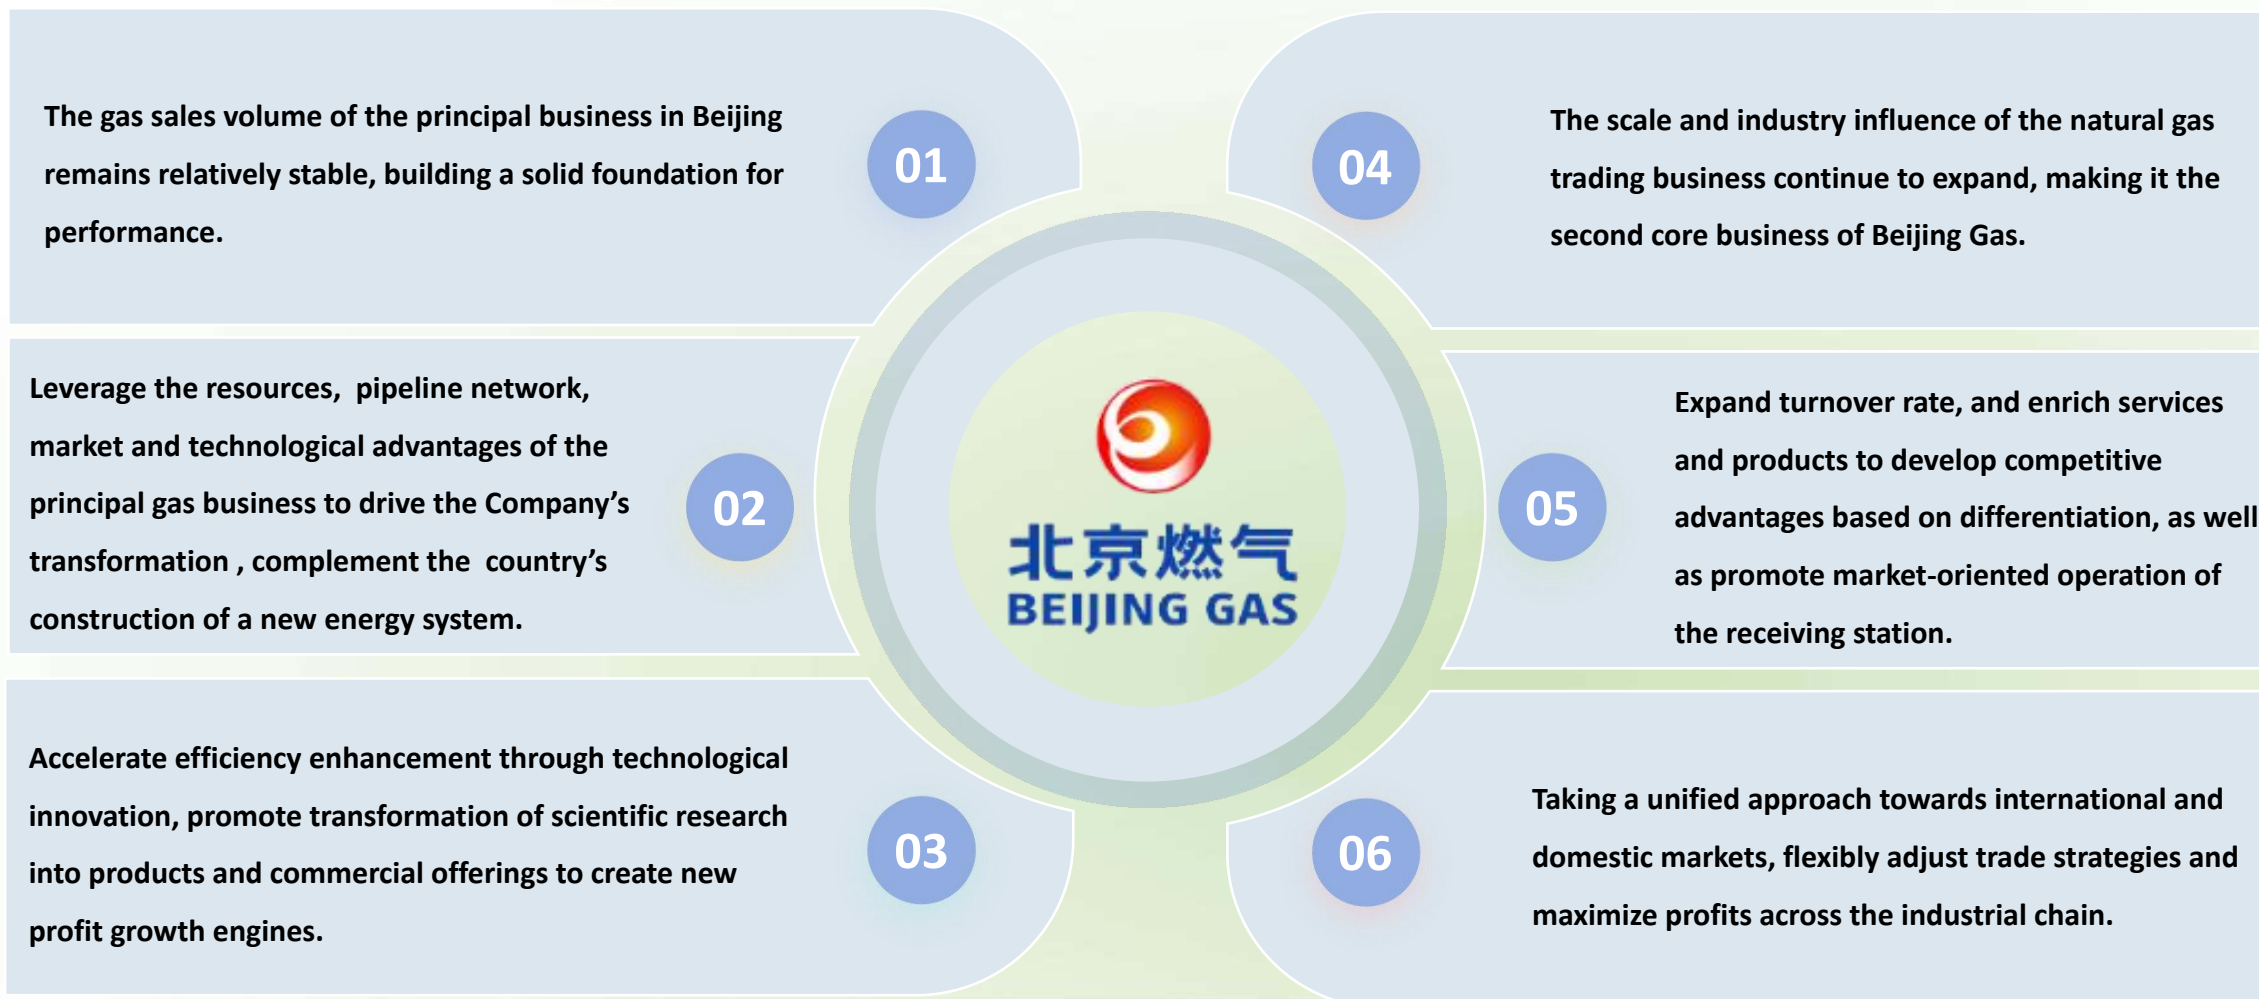 The gas sales volume of the principal business in Beijing
remains relatively stable, building a solid foundation for
performance.
01
Leverage the resources, pipeline network,
market and technological advantages of the
principal gas business to drive the Company’s
transformation , complement the country’s
construction of a new energy system.
02
Accelerate efficiency enhancement through technological
innovation, promote transformation of scientific research
into products and commercial offerings to create new
profit growth engines.
03
北京燃气
BEIJING GAS
04
The scale and industry influence of the natural gas
trading business continue to expand, making it the
second core business of Beijing Gas.
05
Expand turnover rate, and enrich services
and products to develop competitive
advantages based on differentiation, as well
as promote market-oriented operation of
the receiving station.
06
Taking a unified approach towards international and
domestic markets, flexibly adjust trade strategies and
maximize profits across the industrial chain.